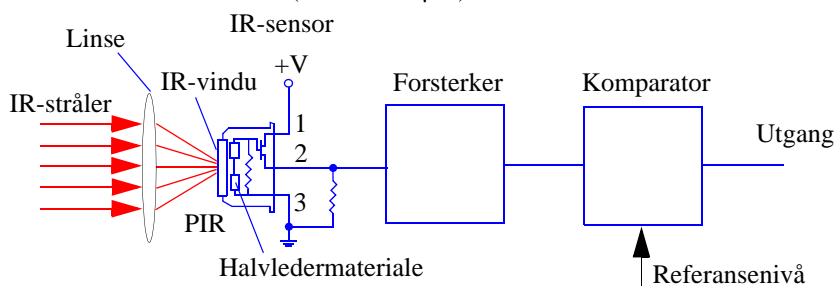 IR-sensor
Linse
+V
IR-vindu
Forsterker
Komparator
IR-stråler
1
Utgang
2
3
PIR
Halvledermateriale
Referansenivå